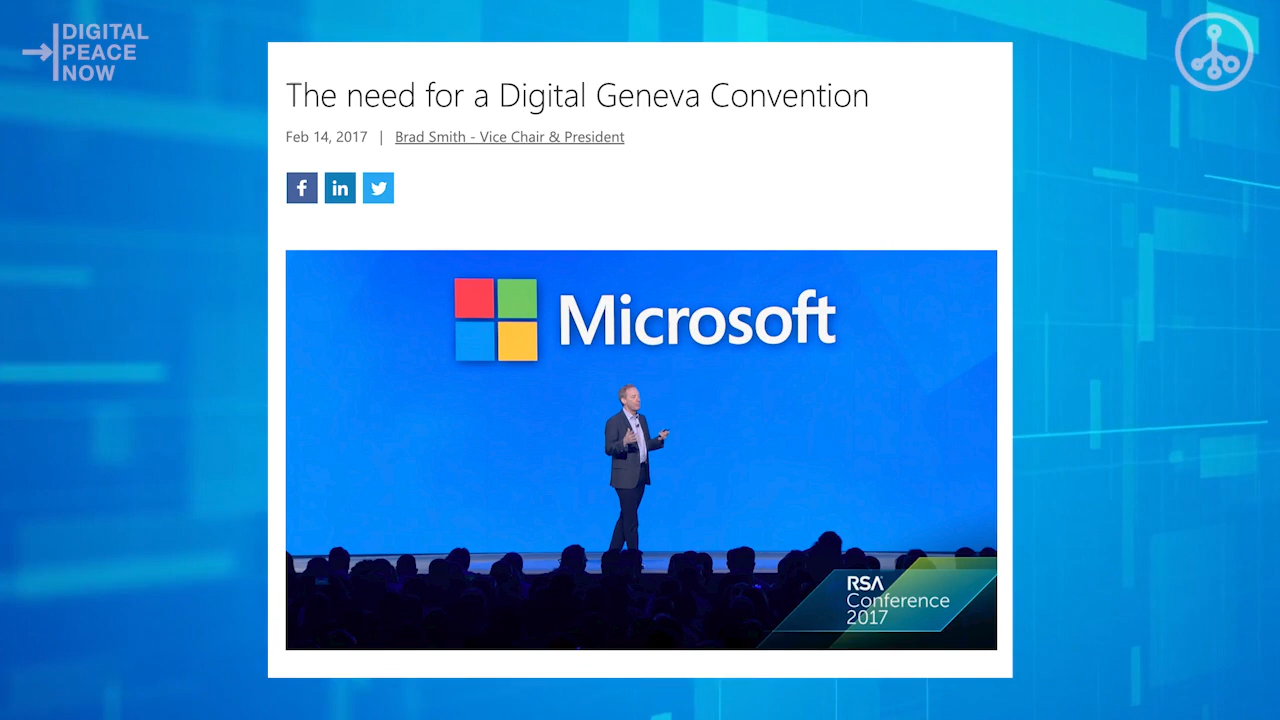 DIGITAL
PEACE
NOW
The need for a Digital Geneva Convention
Feb 14, 2017 | Brad Smith - Vice Chair & President
f in
Microsoft
RSA
Conference
2017